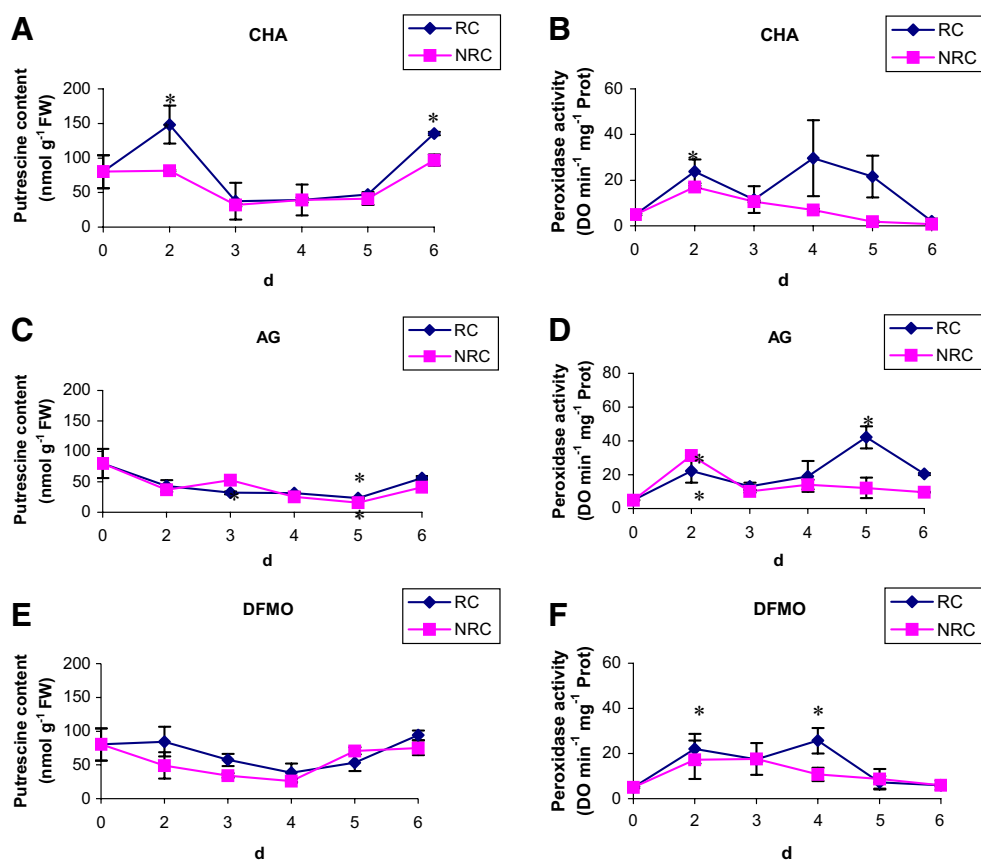 A
CHA
RC
NRC
Putrescine content
(nmol g⁻¹ FW)
200
150
100
50
0
*
*
0 2 3 4 5 6
d
B
CHA
RC
NRC
Peroxidase activity
(DO min⁻¹ mg⁻¹ Prot)
60
40
20
0
*
0 2 3 4 5 6
d
C
AG
RC
NRC
Putrescine content
(nmol g⁻¹ FW)
200
150
100
50
0
*
*
*
0 2 3 4 5 6
d
D
AG
RC
NRC
Peroxidase activity
(DO min⁻¹ mg⁻¹ Prot)
80
60
40
20
0
*
*
*
0 2 3 4 5 6
d
E
DFMO
RC
NRC
Putrescine content
(nmol g⁻¹ FW)
200
150
100
50
0
0 2 3 4 5 6
d
F
DFMO
RC
NRC
Peroxidase activity
(DO min⁻¹ mg⁻¹ Prot)
60
40
20
0
*
*
0 2 3 4 5 6
d